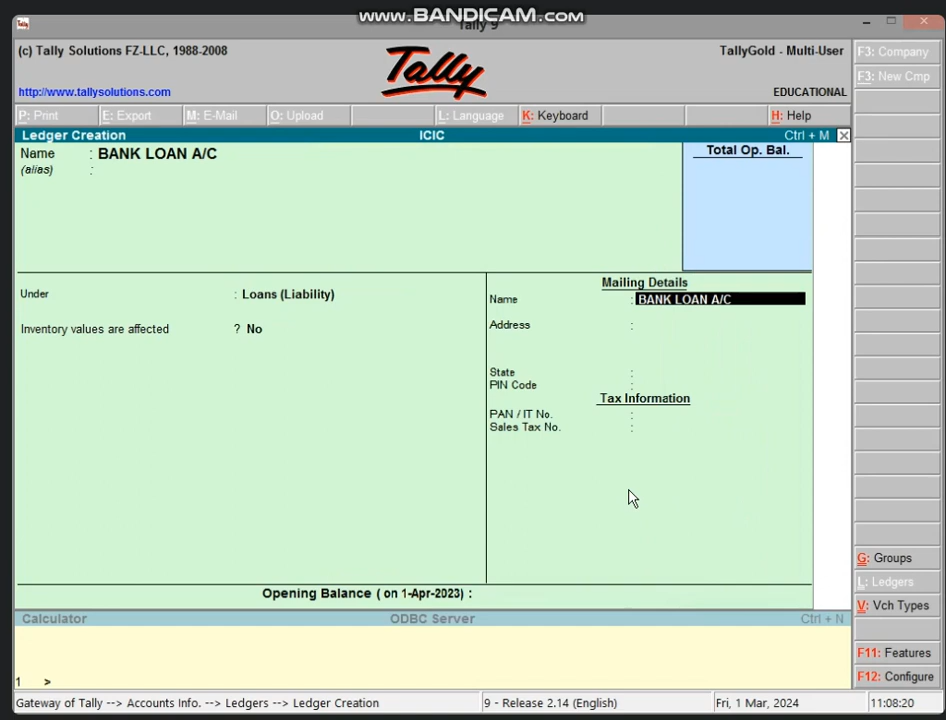 www.BANDICAM.com
Tally 9
(c) Tally Solutions FZ-LLC, 1988-2008
Tally
TallyGold - Multi-User
http://www.tallysolutions.com
EDUCATIONAL
F3: Company
F3: New Cmp
P: Print E: Export M: E-Mail O: Upload L: Language K: Keyboard H: Help
Ledger Creation ICIC Ctrl + M
Name : BANK LOAN A/C
(alias) :
Total Op. Bal.
Under : Loans (Liability)
Inventory values are affected ? No
Mailing Details
Name : BANK LOAN A/C
Address :
State :
PIN Code :
Tax Information
PAN / IT No. :
Sales Tax No. :
Opening Balance ( on 1-Apr-2023) :
G: Groups
L: Ledgers
V: Vch Types
F11: Features
F12: Configure
Calculator ODBC Server Ctrl + N
1 >
Gateway of Tally --> Accounts Info. --> Ledgers --> Ledger Creation 9 - Release 2.14 (English) Fri, 1 Mar, 2024 11:08:20